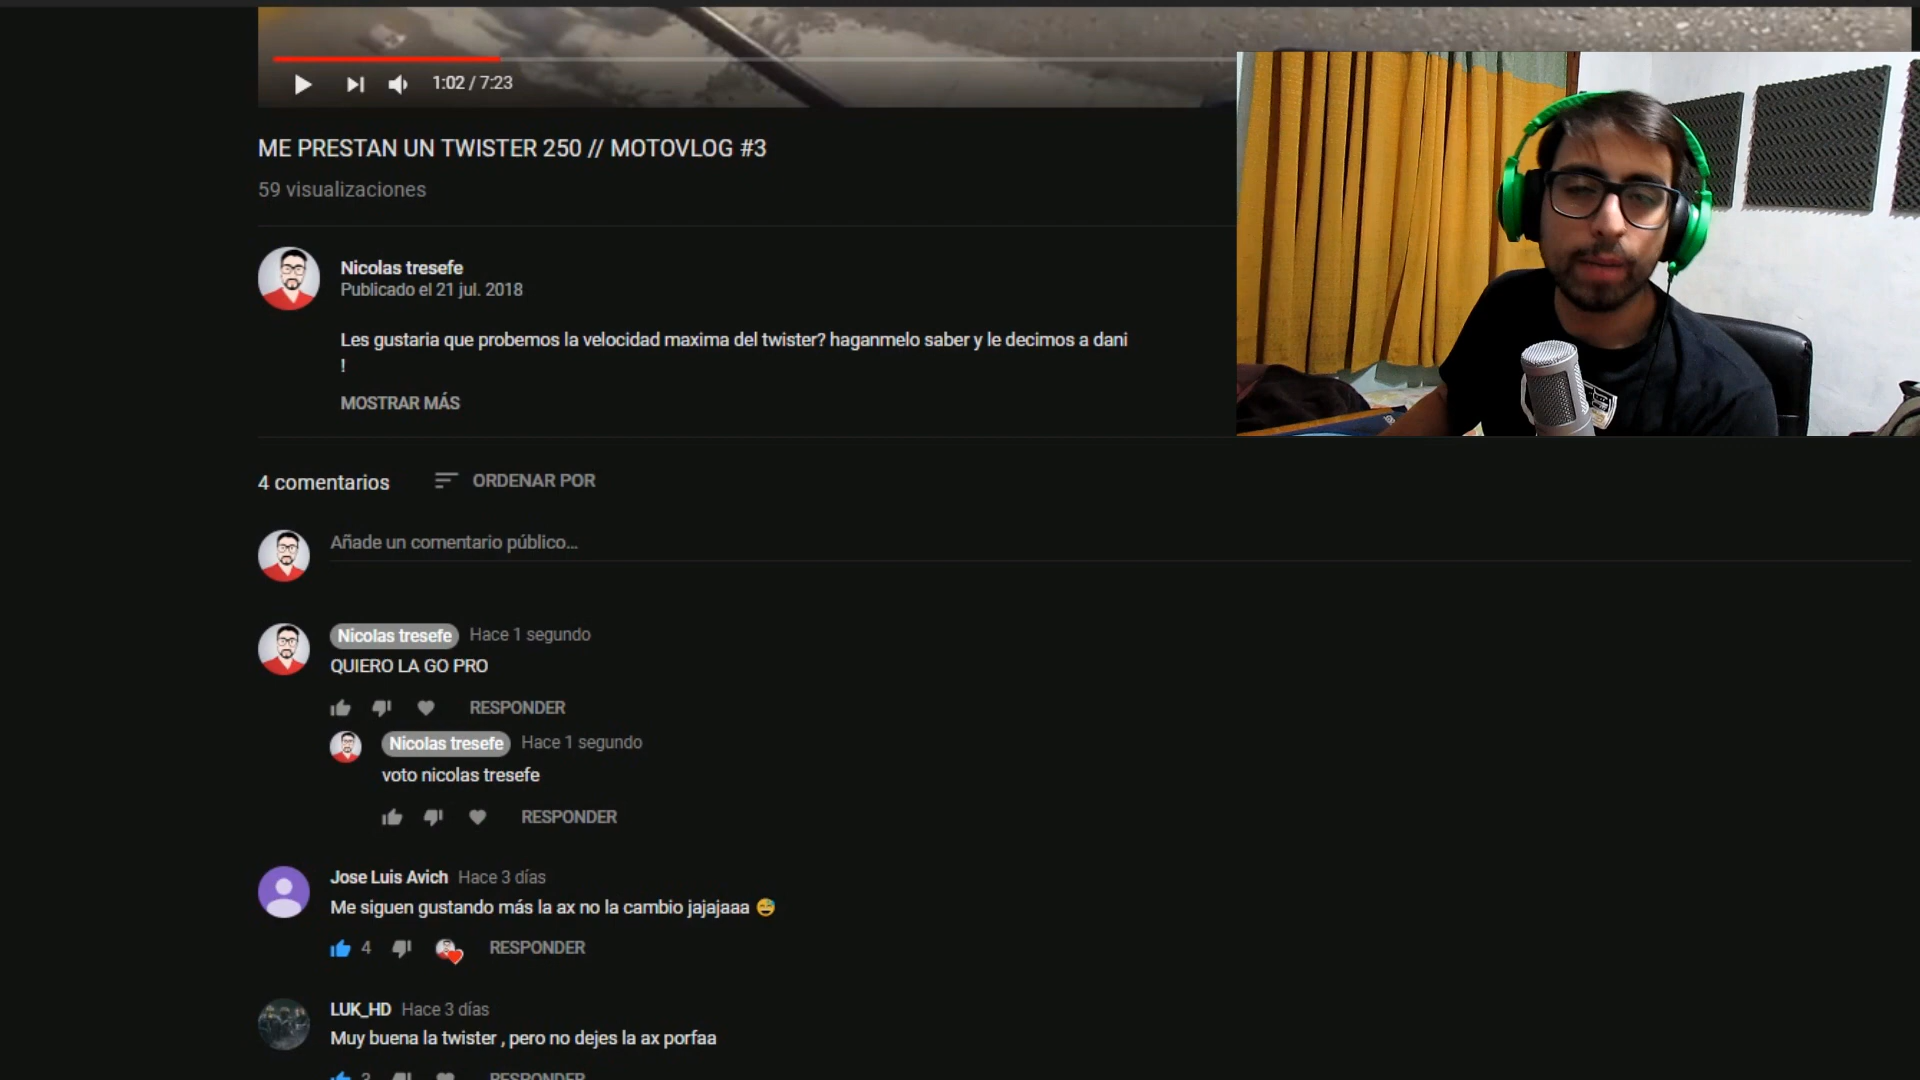 1:02 / 7:23
ME PRESTAN UN TWISTER 250 // MOTOVLOG #3
59 visualizaciones
Nicolas tresefe
Publicado el 21 jul. 2018
Les gustaria que probemos la velocidad maxima del twister? haganmelo saber y le decimos a dani
!
MOSTRAR MÁS
4 comentarios ORDENAR POR
Añade un comentario público...
Nicolas tresefe Hace 1 segundo
QUIERO LA GO PRO
RESPONDER
Nicolas tresefe Hace 1 segundo
voto nicolas tresefe
RESPONDER
Jose Luis Avich Hace 3 días
Me siguen gustando más la ax no la cambio jajajaaa 😅
4 RESPONDER
LUK_HD Hace 3 días
Muy buena la twister , pero no dejes la ax porfaa
3 RESPONDER